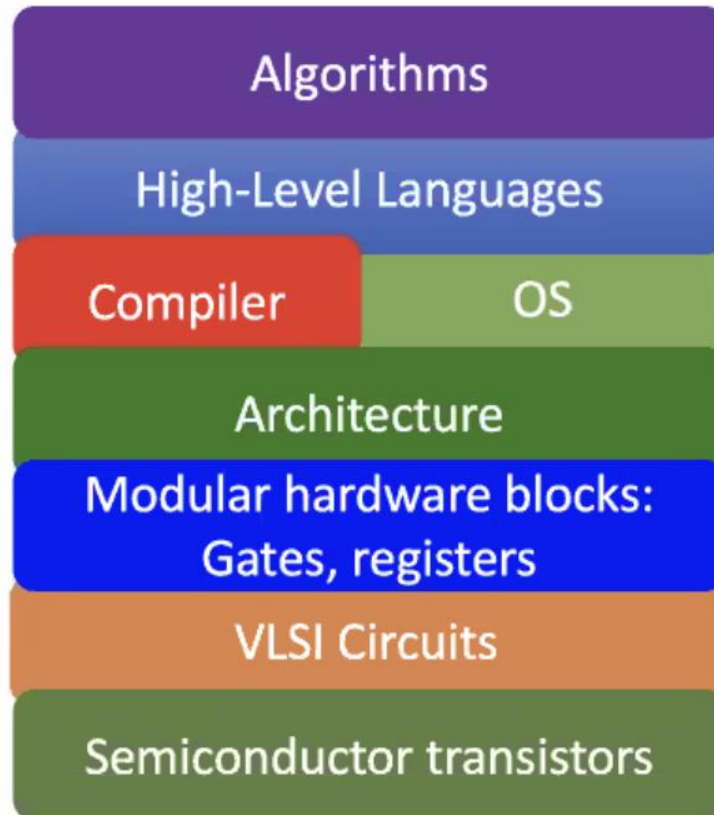 Algorithms
High-Level Languages
Compiler
OS
Architecture
Modular hardware blocks:
Gates, registers
VLSI Circuits
Semiconductor transistors